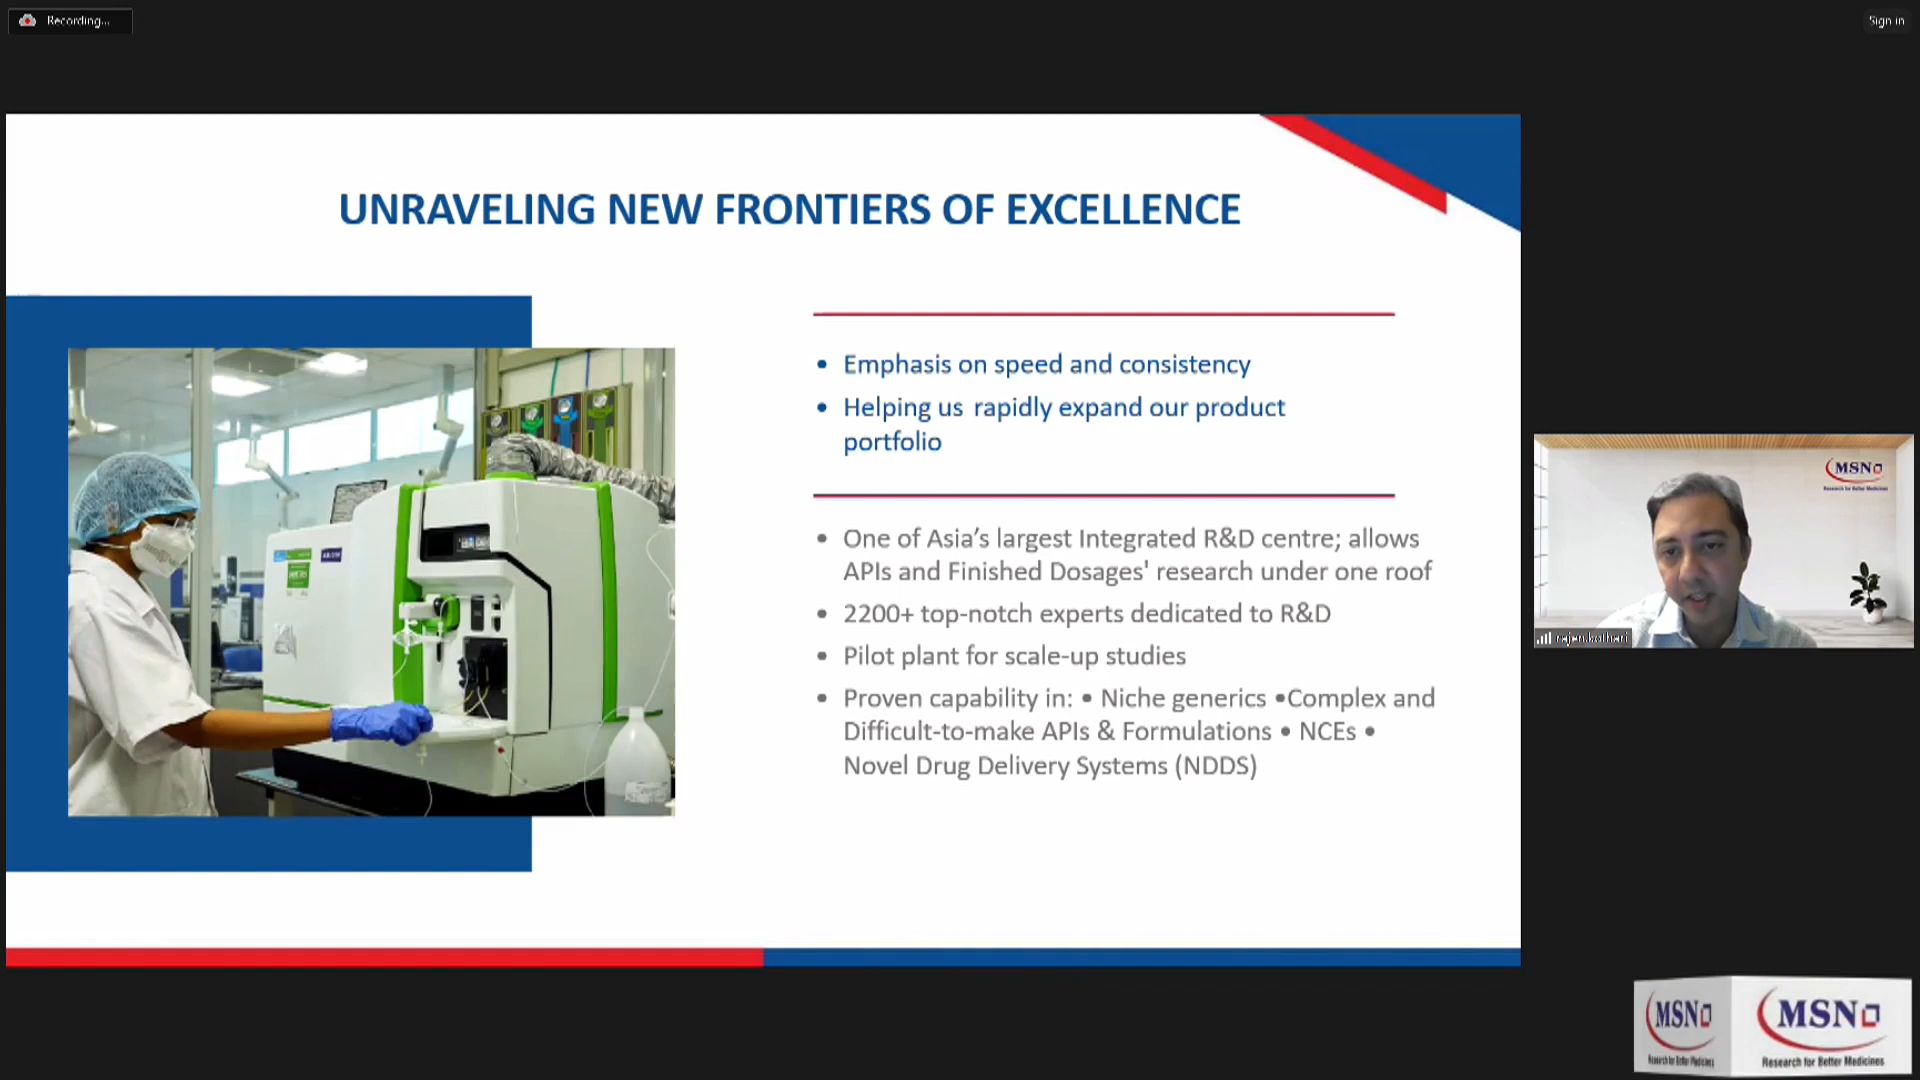 Recording...
Sign in
UNRAVELING NEW FRONTIERS OF EXCELLENCE
• Emphasis on speed and consistency
• Helping us rapidly expand our product
portfolio
• One of Asia's largest Integrated R&D centre; allows
APIs and Finished Dosages' research under one roof
• 2200+ top-notch experts dedicated to R&D
• Pilot plant for scale-up studies
• Proven capability in: • Niche generics •Complex and
Difficult-to-make APIs & Formulations • NCEs •
Novel Drug Delivery Systems (NDDS)
MSN
Research for Better Medicines
rajen.kothari
MSN
Research for Better Medicines
MSN
Research for Better Medicines